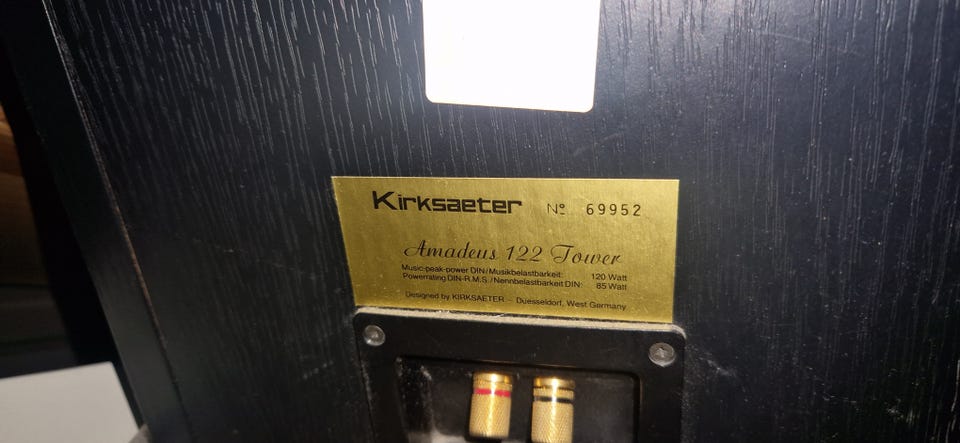 Kirksaeter Nº 69952
Amadeus 122 Tower
Music-peak-power DIN/Musikbelastbarkeit: 120 Watt
Powerrating DIN-R.M.S./Nennbelastbarkeit DIN: 85 Watt
Designed by KIRKSAETER – Duesseldorf, West Germany